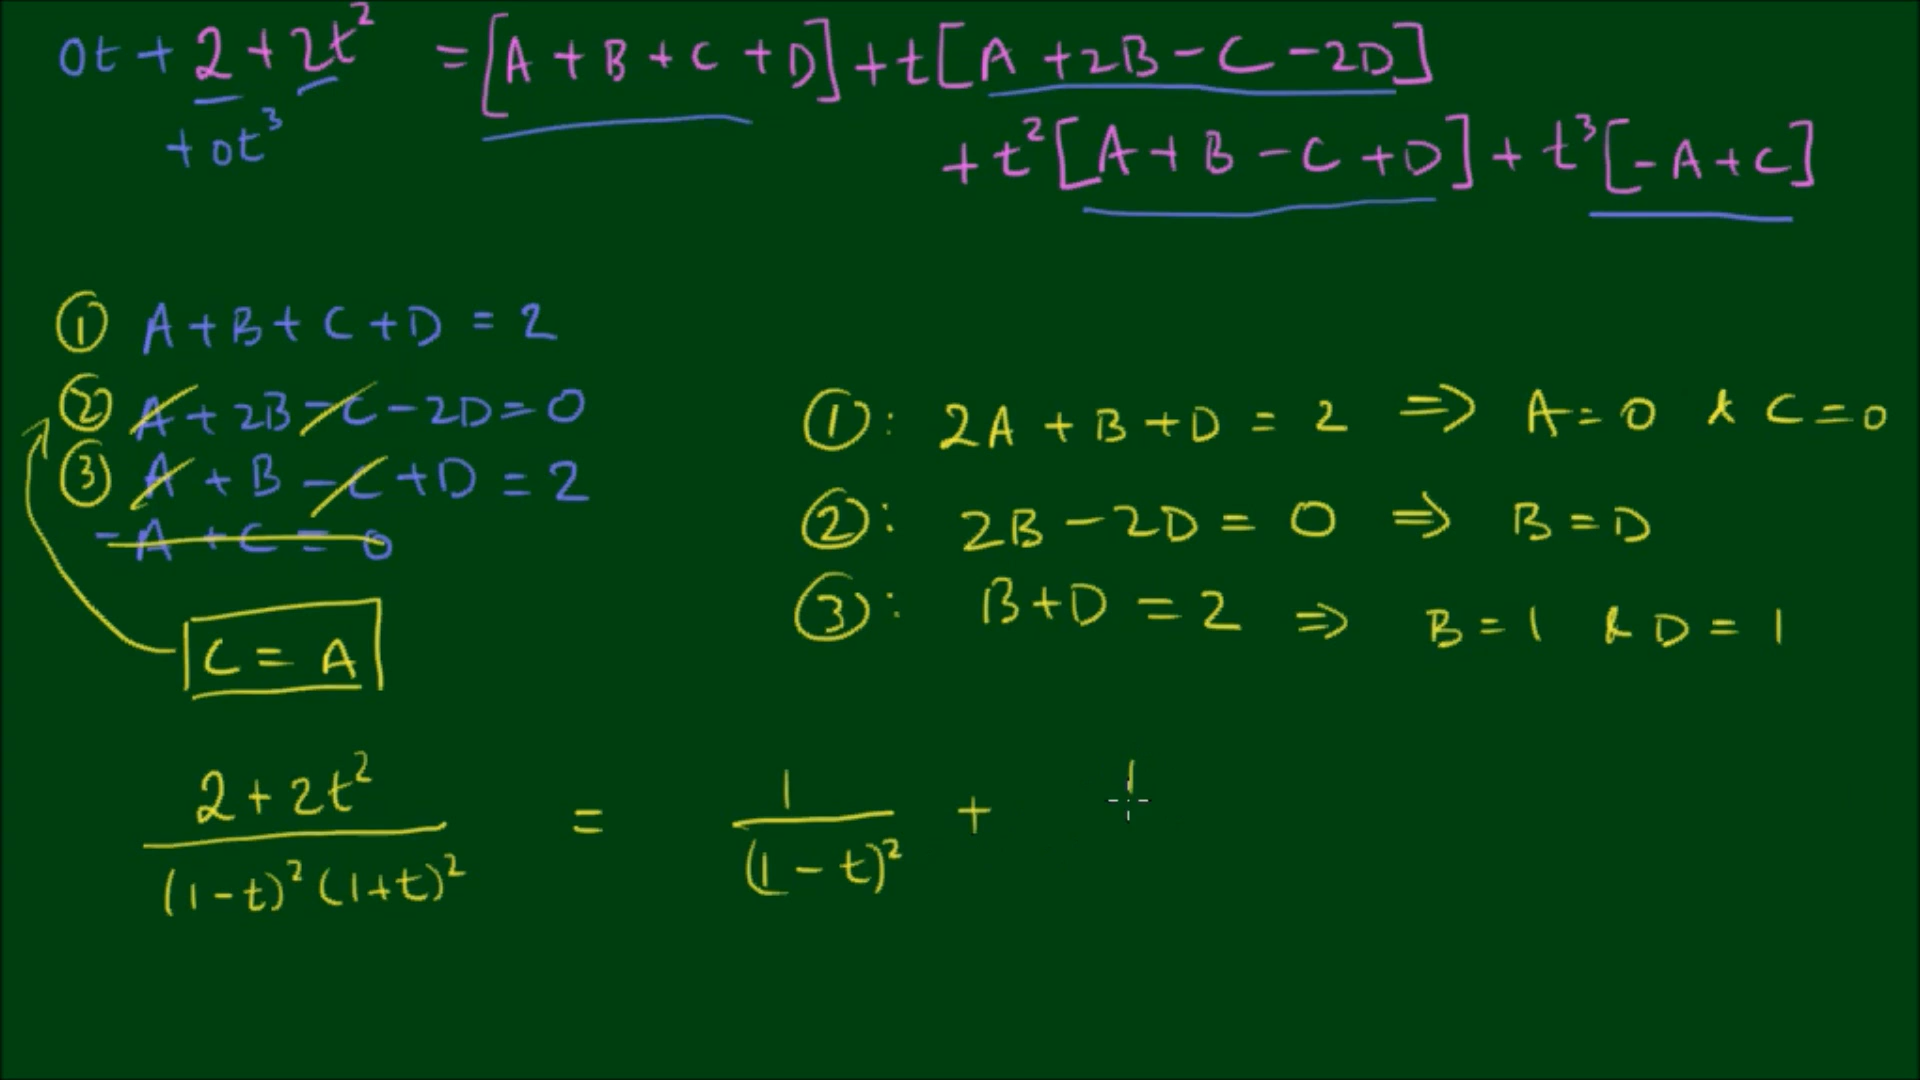 0t + 2 + 2t² = [A + B + C + D] + t[A + 2B - C - 2D]
+ 0t³
+ t²[A + B - C + D] + t³[-A + C]
① A + B + C + D = 2
② A + 2B - C - 2D = 0
③ A + B - C + D = 2
-A + C = 0
C = A
①: 2A + B + D = 2 ⇒ A = 0 & C = 0
②: 2B - 2D = 0 ⇒ B = D
③: B + D = 2 ⇒ B = 1 & D = 1
2 + 2t² = 1 + 1
(1-t)² (1+t)² (1 - t)²